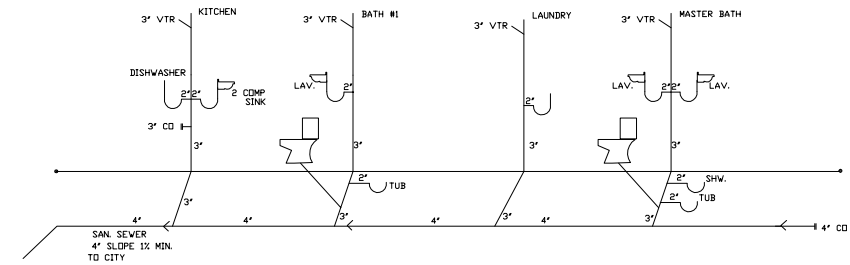 KITCHEN
3" VTR
BATH #1
3" VTR
LAUNDRY
3" VTR
MASTER BATH
3" VTR
DISHWASHER
2" 2"
2 COMP
SINK
3" CO
3"
LAV.
2"
3"
2"
3"
LAV.
2" 2"
LAV.
3"
3"
2"
TUB
3"
3"
2"
SHW.
2"
TUB
3"
4"
4"
4"
4"
4" CO
SAN. SEWER
4" SLOPE 1% MIN.
TO CITY